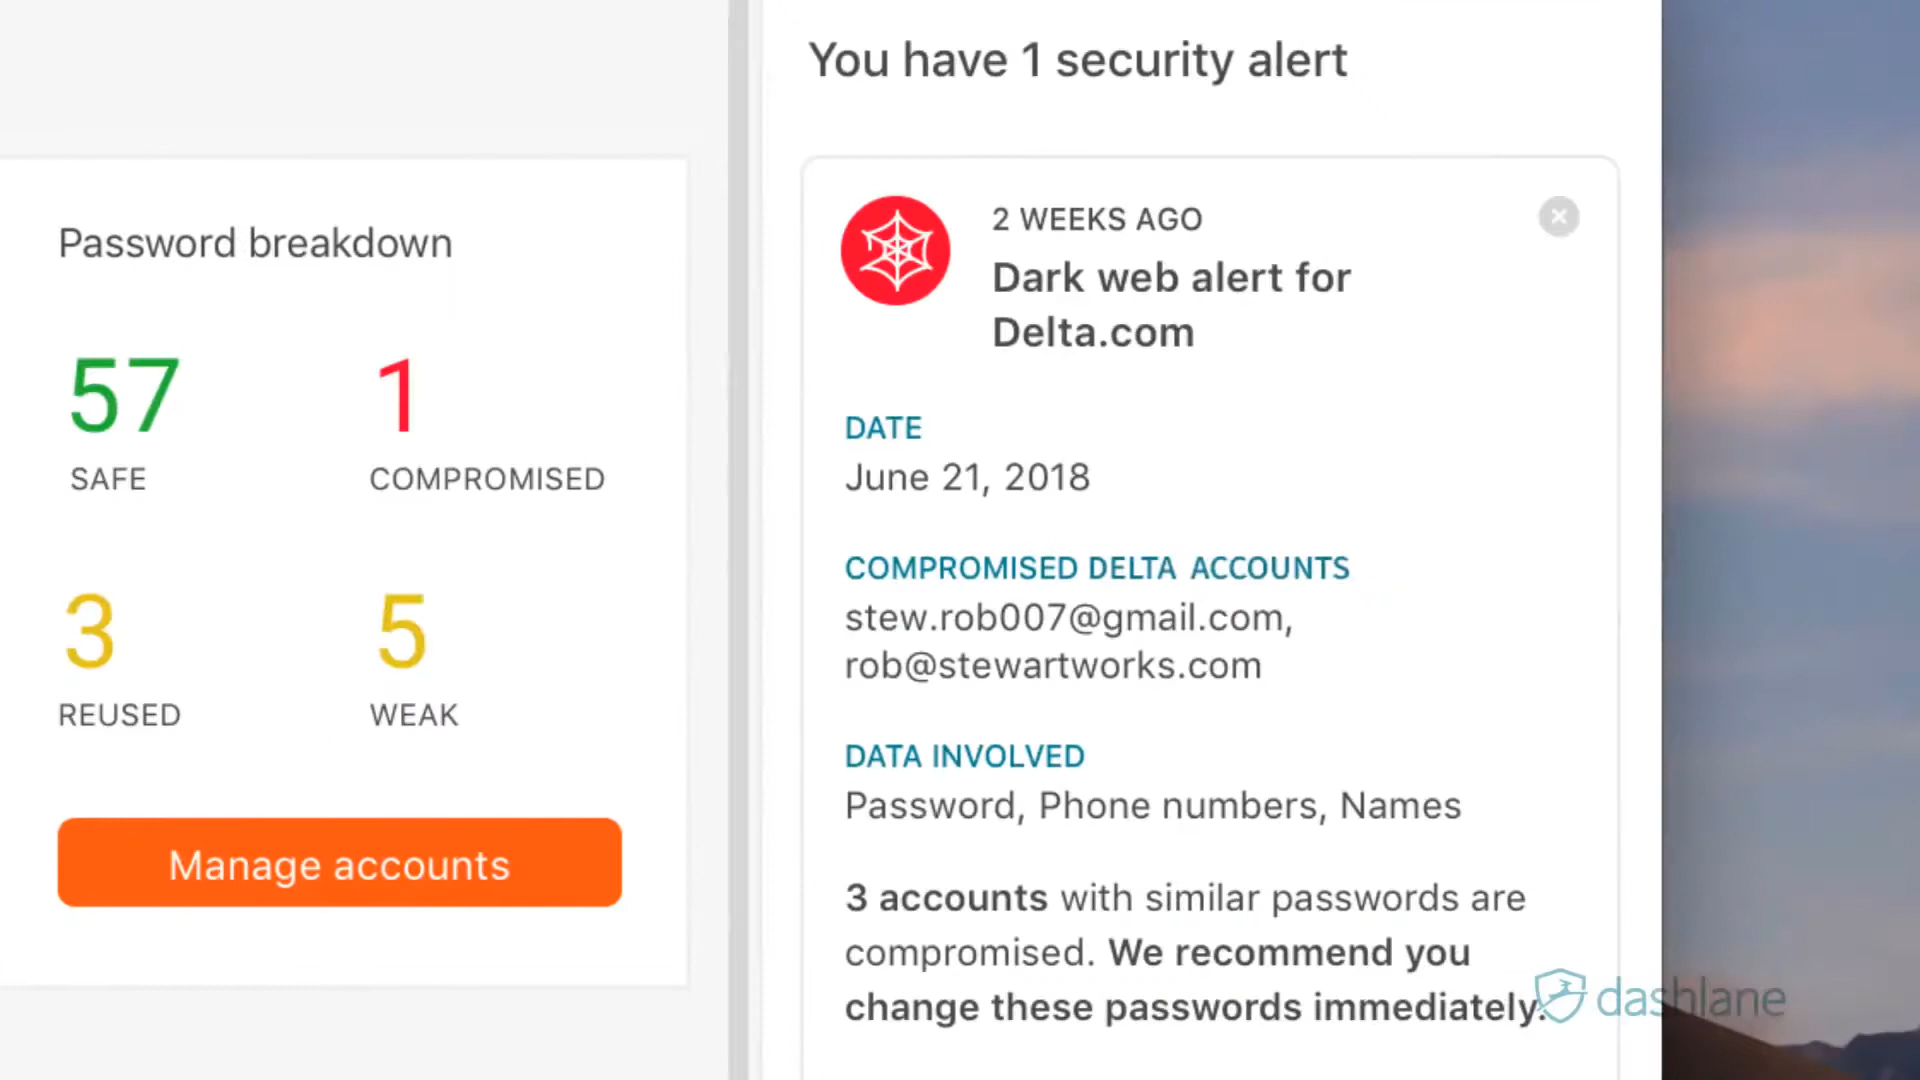 You have 1 security alert
Password breakdown
57
SAFE
1
COMPROMISED
3
REUSED
5
WEAK
Manage accounts
2 WEEKS AGO
Dark web alert for
Delta.com
DATE
June 21, 2018
COMPROMISED DELTA ACCOUNTS
stew.rob007@gmail.com,
rob@stewartworks.com
DATA INVOLVED
Password, Phone numbers, Names
3 accounts with similar passwords are
compromised. We recommend you
change these passwords immediately.
dashlane